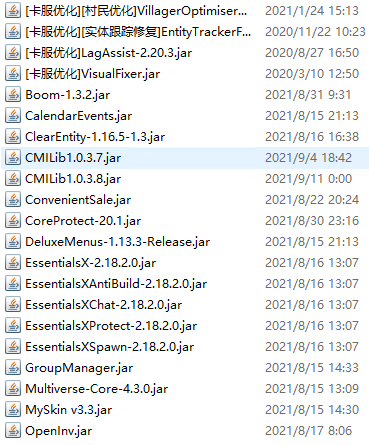 [卡服优化][村民优化]VillagerOptimiser... 2021/1/24 15:13
[卡服优化][实体跟踪修复]EntityTrackerF... 2020/11/22 10:23
[卡服优化]LagAssist-2.20.3.jar 2020/8/27 16:50
[卡服优化]VisualFixer.jar 2020/3/10 12:50
Boom-1.3.2.jar 2021/8/31 9:31
CalendarEvents.jar 2021/8/15 21:13
ClearEntity-1.16.5-1.3.jar 2021/8/16 16:38
CMILib1.0.3.7.jar 2021/9/4 18:42
CMILib1.0.3.8.jar 2021/9/11 0:00
ConvenientSale.jar 2021/8/22 20:24
CoreProtect-20.1.jar 2021/8/30 23:16
DeluxeMenus-1.13.3-Release.jar 2021/8/15 21:13
EssentialsX-2.18.2.0.jar 2021/8/16 13:07
EssentialsXAntiBuild-2.18.2.0.jar 2021/8/16 13:07
EssentialsXChat-2.18.2.0.jar 2021/8/16 13:07
EssentialsXProtect-2.18.2.0.jar 2021/8/16 13:07
EssentialsXSpawn-2.18.2.0.jar 2021/8/16 13:07
GroupManager.jar 2021/8/15 14:33
Multiverse-Core-4.3.0.jar 2021/8/15 13:09
MySkin v3.3.jar 2021/8/15 14:30
OpenInv.jar 2021/8/17 8:06